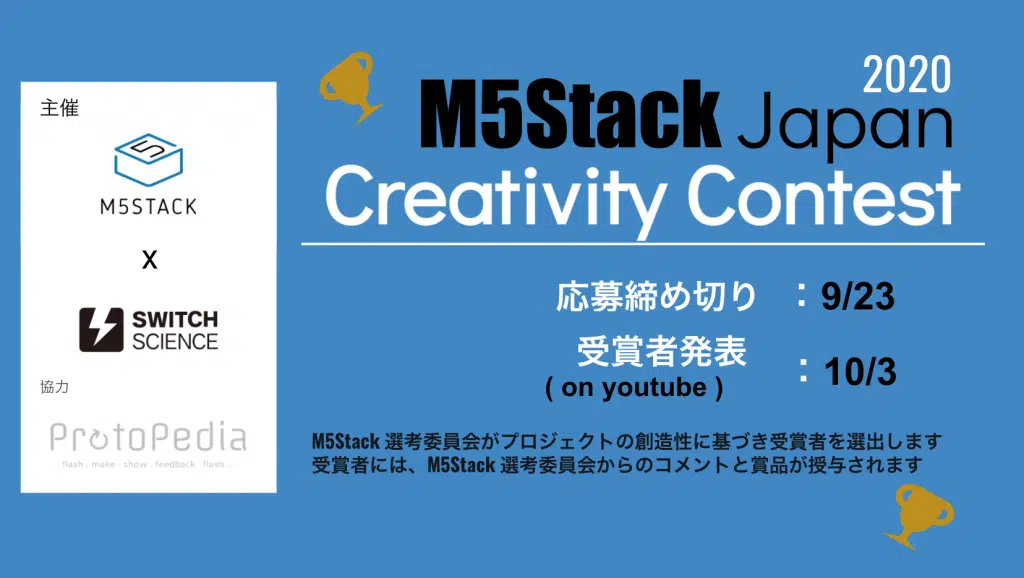 主催
5
M5STACK
X
SWITCH
SCIENCE
協力
ProtoPedia
flash . make . show . feedback . flash ...
2020
M5Stack Japan
Creativity Contest
応募締め切り : 9/23
受賞者発表
( on youtube ) : 10/3
M5Stack 選考委員会がプロジェクトの創造性に基づき受賞者を選出します
受賞者には、M5Stack 選考委員会からのコメントと賞品が授与されます